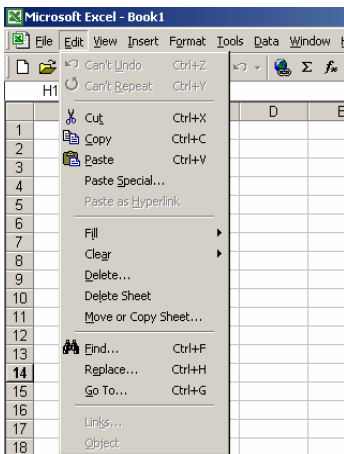 Microsoft Excel - Book1
File Edit View Insert Format Tools Data Window
Σ f
H1
Can't Undo Ctrl+Z
Can't Repeat Ctrl+Y
Cut Ctrl+X
Copy Ctrl+C
Paste Ctrl+V
Paste Special...
Paste as Hyperlink
Fill
Clear
Delete...
Delete Sheet
Move or Copy Sheet...
Find... Ctrl+F
Replace... Ctrl+H
Go To... Ctrl+G
Links...
Object
D E
1
2
3
4
5
6
7
8
9
10
11
12
13
14
15
16
17
18